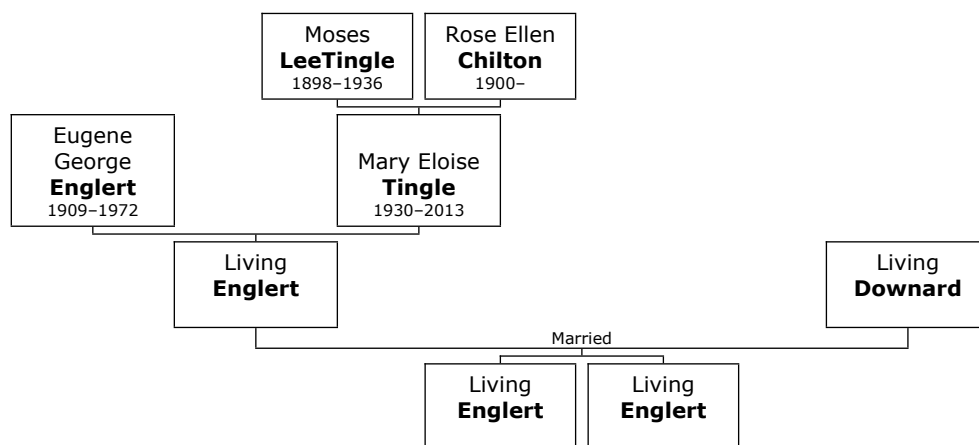 Moses
LeeTingle
1898–1936
Rose Ellen
Chilton
1900–
Eugene
George
Englert
1909–1972
Mary Eloise
Tingle
1930–2013
Living
Englert
Living
Downard
Married
Living
Englert
Living
Englert